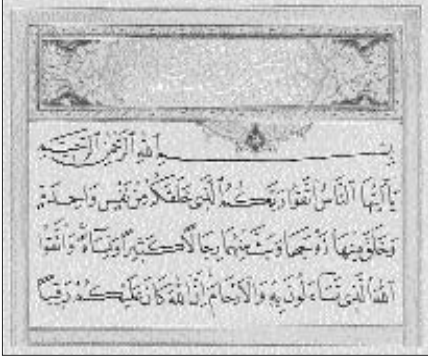 بسم الله الرحمن الرحيم
يا أيها الناس اتقوا ربكم الذي خلقكم من نفس واحدة
وخلق منها زوجها وبث منهما رجالا كثيرا ونساء واتقوا
الله الذي تساءلون به والأرحام إن الله كان عليكم رقيبا